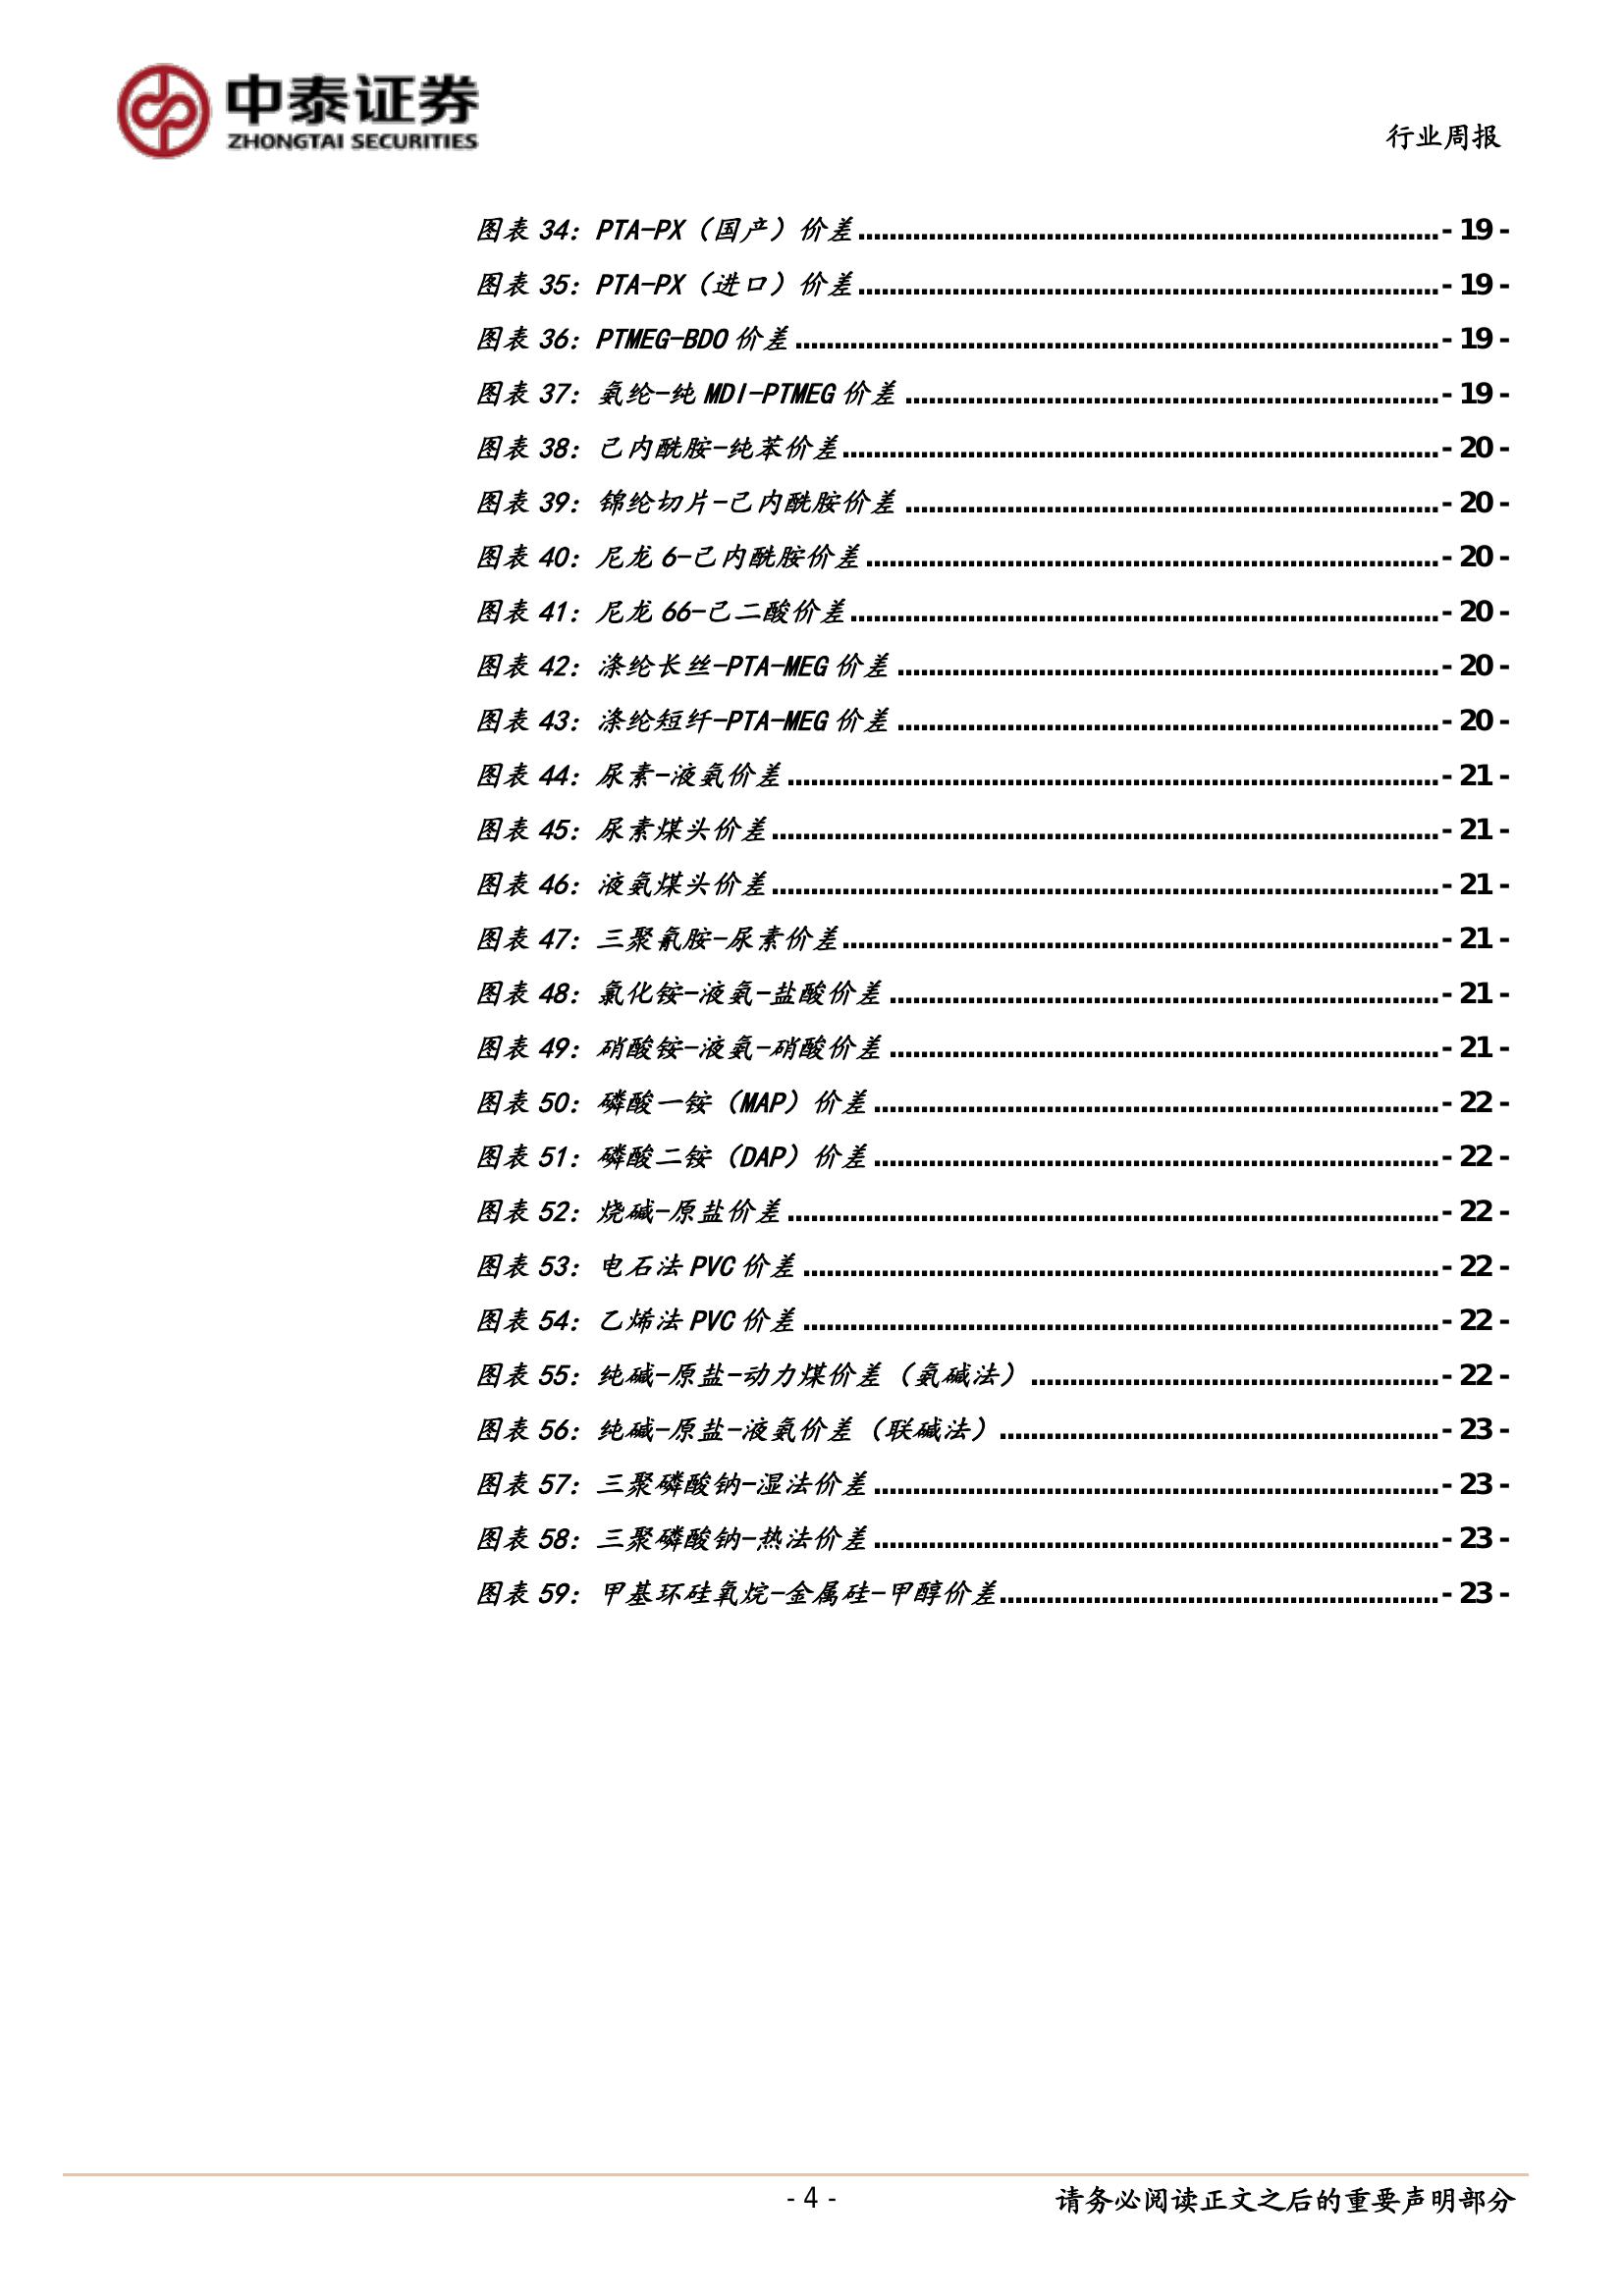 中泰证券
ZHONGTAI SECURITIES
行业周报
图表 34：PTA-PX（国产）价差 - 19 -
图表 35：PTA-PX（进口）价差 - 19 -
图表 36：PTMEG-BDO 价差 - 19 -
图表 37：氨纶-纯 MDI-PTMEG 价差 - 19 -
图表 38：己内酰胺-纯苯价差 - 20 -
图表 39：锦纶切片-己内酰胺价差 - 20 -
图表 40：尼龙 6-己内酰胺价差 - 20 -
图表 41：尼龙 66-己二酸价差 - 20 -
图表 42：涤纶长丝-PTA-MEG 价差 - 20 -
图表 43：涤纶短纤-PTA-MEG 价差 - 20 -
图表 44：尿素-液氨价差 - 21 -
图表 45：尿素煤头价差 - 21 -
图表 46：液氨煤头价差 - 21 -
图表 47：三聚氰胺-尿素价差 - 21 -
图表 48：氯化铵-液氨-盐酸价差 - 21 -
图表 49：硝酸铵-液氨-硝酸价差 - 21 -
图表 50：磷酸一铵（MAP）价差 - 22 -
图表 51：磷酸二铵（DAP）价差 - 22 -
图表 52：烧碱-原盐价差 - 22 -
图表 53：电石法 PVC 价差 - 22 -
图表 54：乙烯法 PVC 价差 - 22 -
图表 55：纯碱-原盐-动力煤价差（氨碱法） - 22 -
图表 56：纯碱-原盐-液氨价差（联碱法） - 23 -
图表 57：三聚磷酸钠-湿法价差 - 23 -
图表 58：三聚磷酸钠-热法价差 - 23 -
图表 59：甲基环硅氧烷-金属硅-甲醇价差 - 23 -
- 4 -
请务必阅读正文之后的重要声明部分